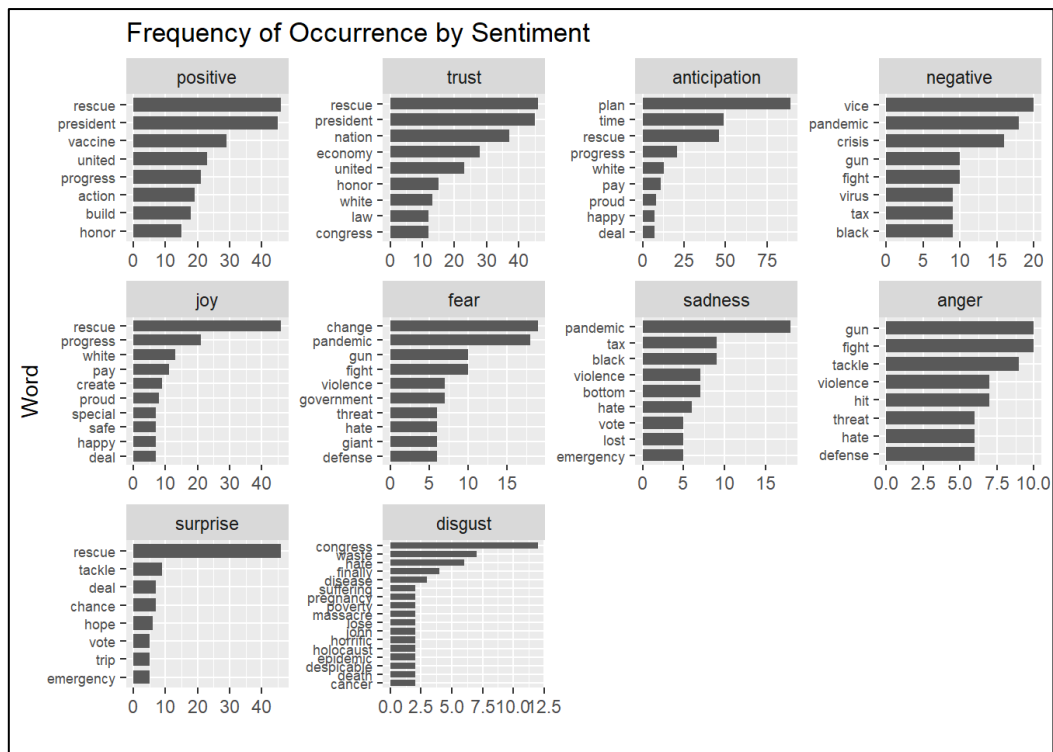 Frequency of Occurrence by Sentiment
positive
rescue
president
vaccine
united
progress
action
build
honor
0 10 20 30 40
trust
rescue
president
nation
economy
united
honor
white
law
congress
0 10 20 30 40
anticipation
plan
time
rescue
progress
white
pay
proud
happy
deal
0 25 50 75
negative
vice
pandemic
crisis
gun
fight
virus
tax
black
0 5 10 15 20
Word
joy
rescue
progress
white
pay
create
proud
special
safe
happy
deal
0 10 20 30 40
fear
change
pandemic
gun
fight
violence
government
threat
hate
giant
defense
0 5 10 15
sadness
pandemic
tax
black
violence
bottom
hate
vote
lost
emergency
0 5 10 15
anger
gun
fight
tackle
violence
hit
threat
hate
defense
0.0 2.5 5.0 7.5 10.0
surprise
rescue
tackle
deal
chance
hope
vote
trip
emergency
0 10 20 30 40
disgust
congress
waste
hate
finally
disease
suffering
pregnancy
poverty
massacre
lose
john
horrific
holocaust
epidemic
despicable
death
cancer
0.0 2.5 5.0 7.5 10.0 12.5